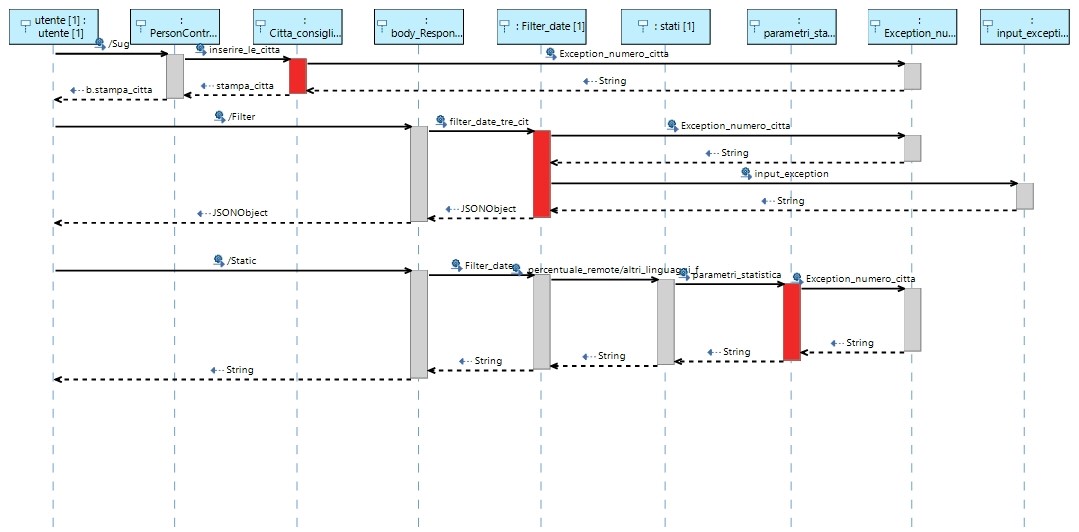 utente [1] :
utente [1]
:
PersonContr...
:
Citta_consigli...
:
body_Respon...
: Filter_date [1]
: stati [1]
:
parametri_sta...
:
Exception_nu...
:
input_excepti...
/Sug
inserire_le_citta
Exception_numero_citta
String
stampa_citta
b.stampa_citta
/Filter
filter_date_tre_cit
Exception_numero_citta
String
input_exception
String
JSONObject
JSONObject
/Static
Filter_date
percentuale_remote/altri_linguaggi_f
parametri_statistica
Exception_numero_citta
String
String
String
String
String